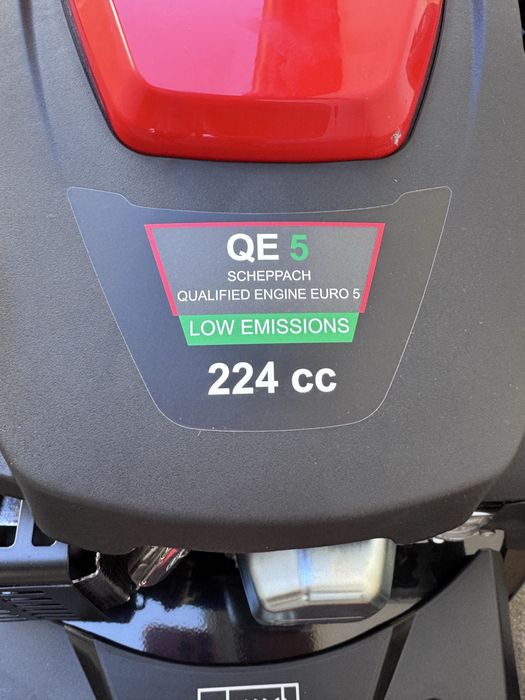 QE 5
SCHEPPACH
QUALIFIED ENGINE EURO 5
LOW EMISSIONS
224 cc